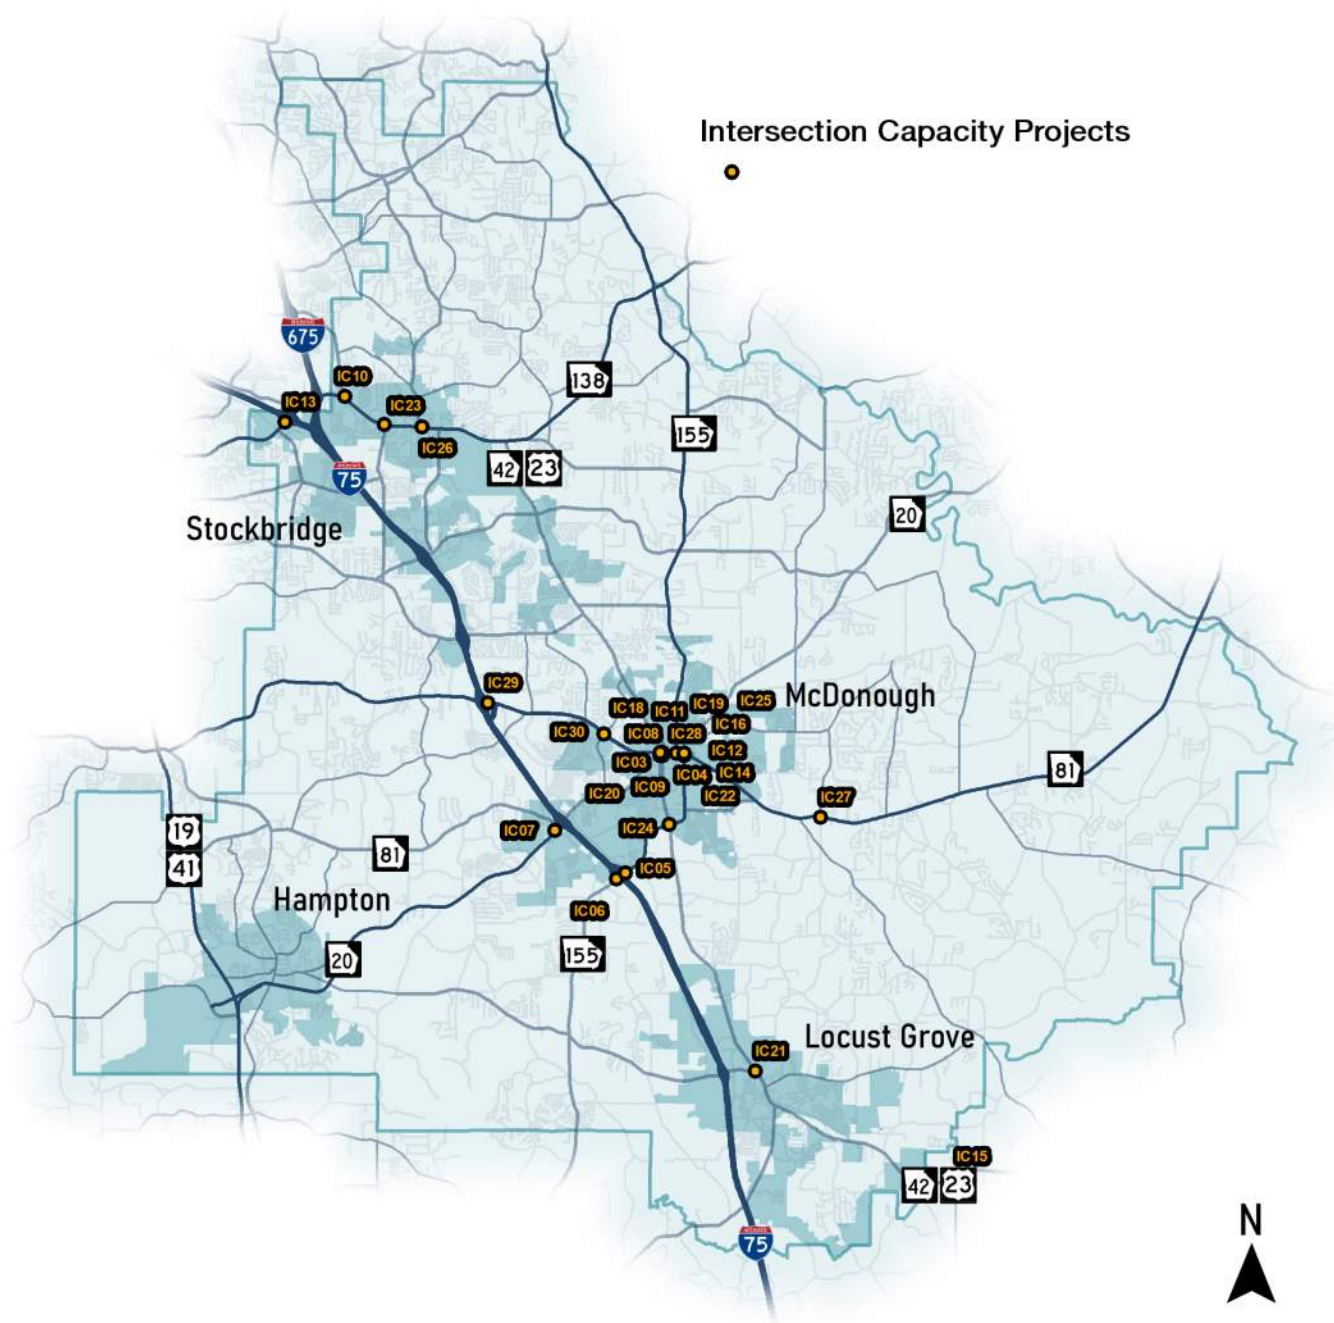 Intersection Capacity Projects
675
IC10
138
IC13
IC23
155
IC26
42
23
75
20
Stockbridge
IC29
McDonough
IC18
IC11
IC19
IC25
IC16
IC30
IC08
IC28
IC12
IC03
81
IC04
IC14
IC20
IC09
IC22
IC27
19
IC07
IC24
81
41
IC05
Hampton
IC06
20
155
Locust Grove
IC21
IC15
42
23
75
N